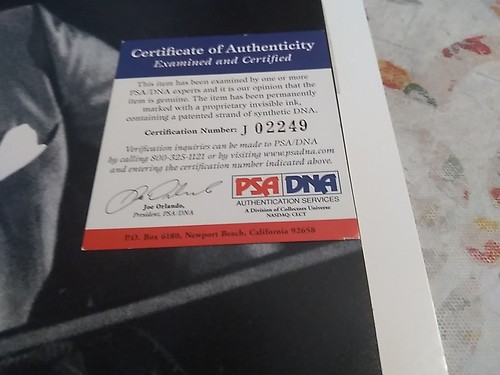 Certificate of Authenticity
Examined and Certified
This item has been examined by one or more
PSA/DNA experts and it is our opinion that the
item is genuine. The item has been permanently
marked with a proprietary invisible ink,
containing a patented strand of synthetic DNA.
Certification Number: J 02249
Verification inquiries can be made to PSA/DNA
by calling 800-325-1121 or by visiting www.psadna.com
and entering the certification number indicated above.
Joe Orlando,
President, PSA/DNA
PSA DNA
AUTHENTICATION SERVICES
A Division of Collectors Universe
NASDAQ: CLCT
P.O. Box 6180, Newport Beach, California 92658